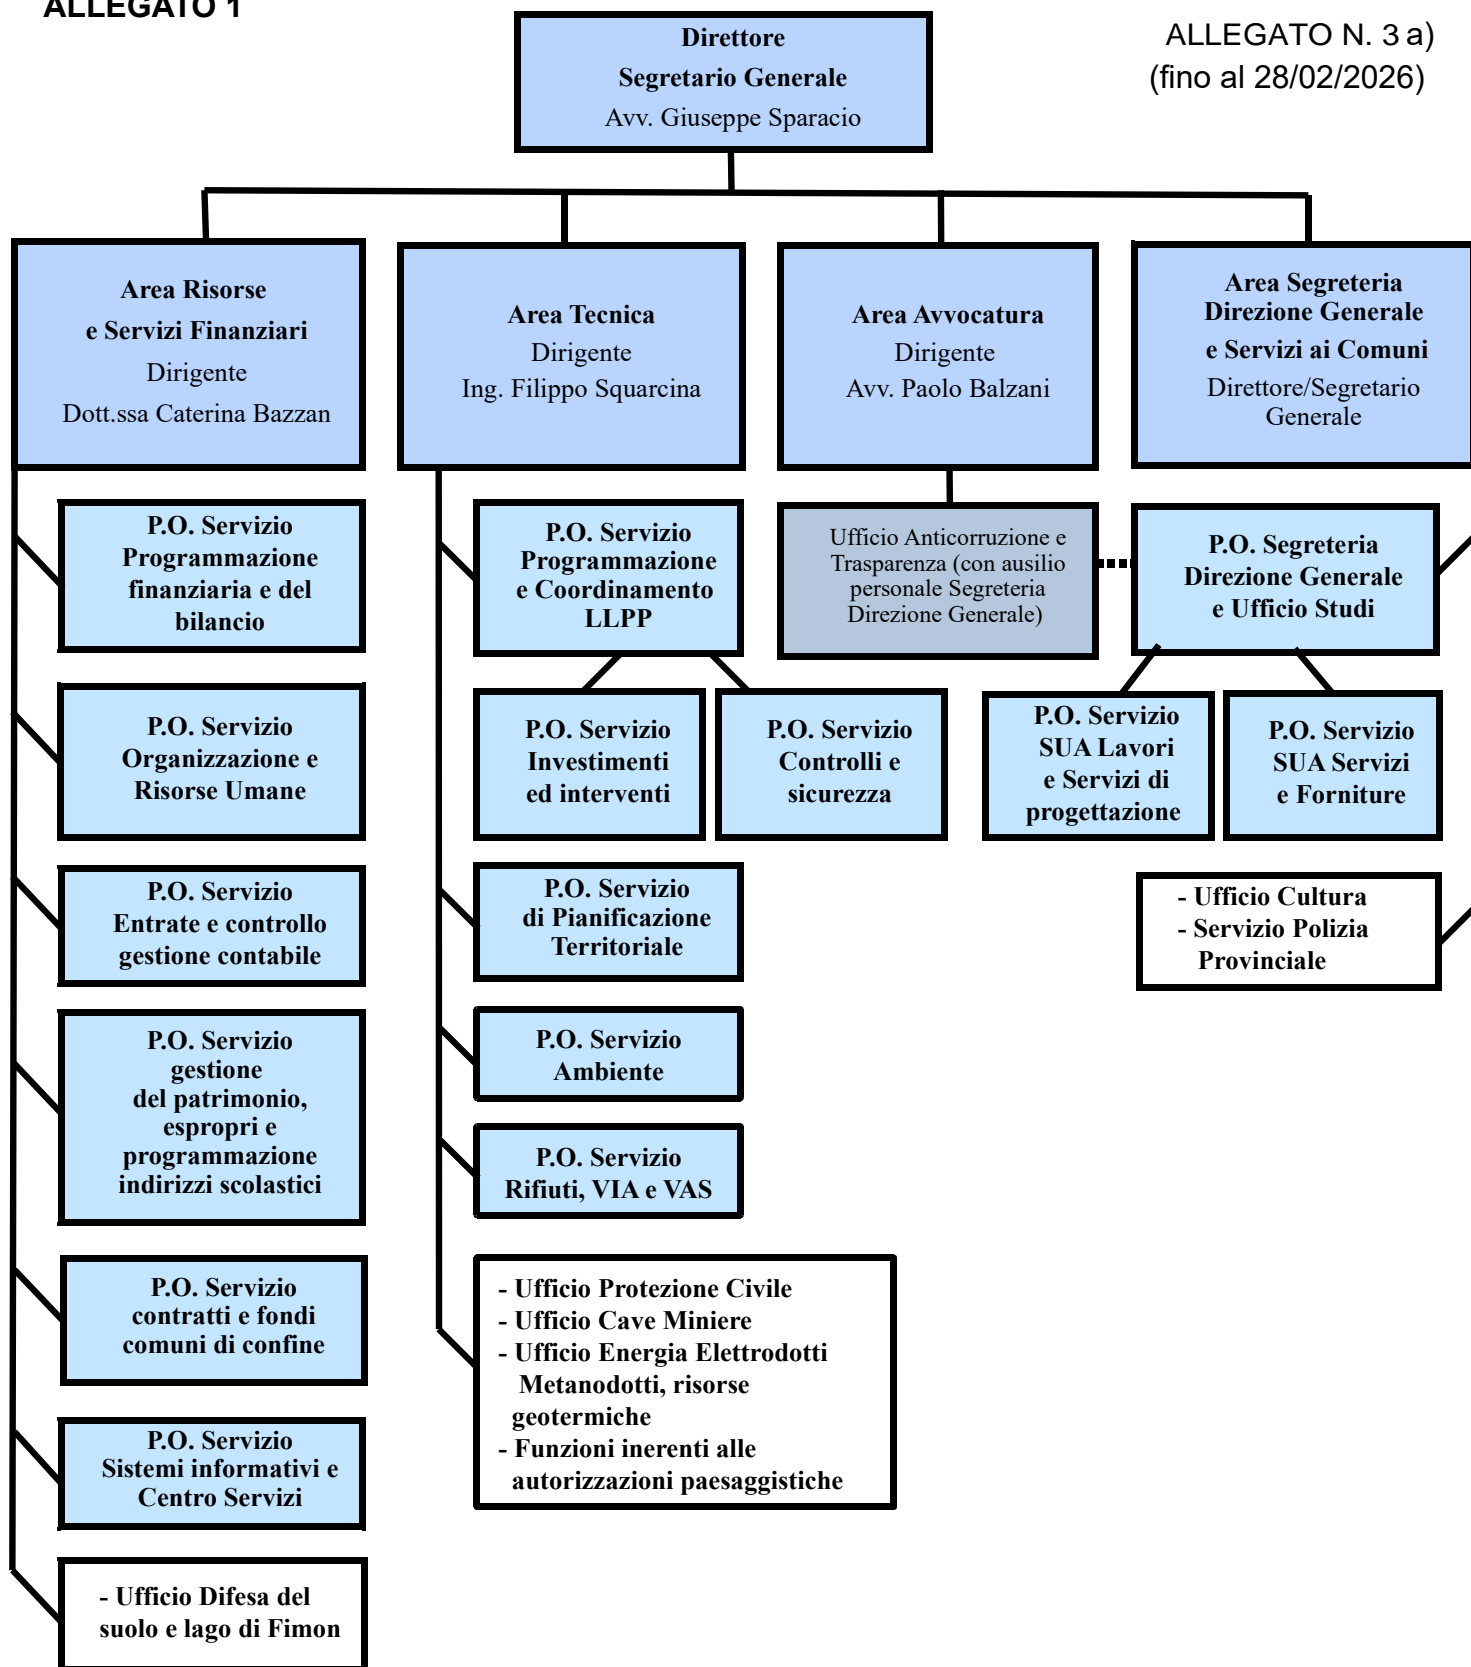 ALLEGATO 1
ALLEGATO N. 3 a)
(fino al 28/02/2026)
Direttore
Segretario Generale
Avv. Giuseppe Sparacio
Area Risorse
e Servizi Finanziari
Dirigente
Dott.ssa Caterina Bazzan
Area Tecnica
Dirigente
Ing. Filippo Squarcina
Area Avvocatura
Dirigente
Avv. Paolo Balzani
Area Segreteria
Direzione Generale
e Servizi ai Comuni
Direttore/Segretario
Generale
P.O. Servizio
Programmazione
finanziaria e del
bilancio
P.O. Servizio
Organizzazione e
Risorse Umane
P.O. Servizio
Entrate e controllo
gestione contabile
P.O. Servizio
gestione
del patrimonio,
espropri e
programmazione
indirizzi scolastici
P.O. Servizio
contratti e fondi
comuni di confine
P.O. Servizio
Sistemi informativi e
Centro Servizi
- Ufficio Difesa del
suolo e lago di Fimon
P.O. Servizio
Programmazione
e Coordinamento
LLPP
P.O. Servizio
Investimenti
ed interventi
P.O. Servizio
Controlli e
sicurezza
P.O. Servizio
di Pianificazione
Territoriale
P.O. Servizio
Ambiente
P.O. Servizio
Rifiuti, VIA e VAS
- Ufficio Protezione Civile
- Ufficio Cave Miniere
- Ufficio Energia Elettrodotti
Metanodotti, risorse
geotermiche
- Funzioni inerenti alle
autorizzazioni paesaggistiche
Ufficio Anticorruzione e
Trasparenza (con ausilio
personale Segreteria
Direzione Generale)
P.O. Segreteria
Direzione Generale
e Ufficio Studi
P.O. Servizio
SUA Lavori
e Servizi di
progettazione
P.O. Servizio
SUA Servizi
e Forniture
- Ufficio Cultura
- Servizio Polizia
Provinciale